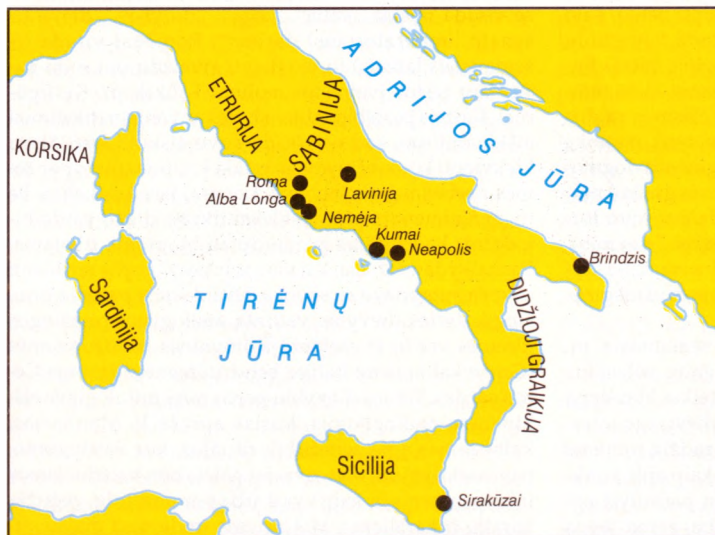 ADRIJOS JŪRA
ETRURIJA
SABINIJA
KORSIKA
Roma
Alba Longa
Lavinija
Nemėja
Kumai
Neapolis
Brindzis
Sardinija
TIRĖNŲ
JŪRA
DIDŽIOJI GRAIKIJA
Sicilija
Sirakūzai